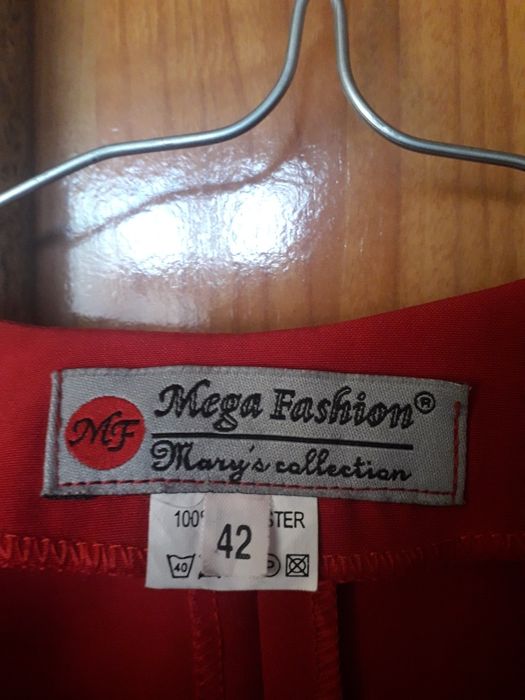 MF
Mega Fashion®
Mary's collection
100% STER
42
40 P